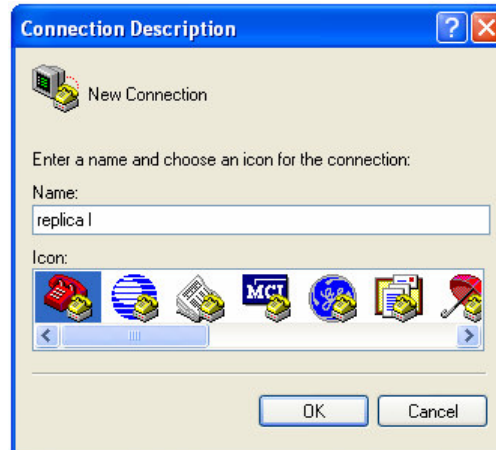 Connection Description
New Connection
Enter a name and choose an icon for the connection:
Name:
replica l
Icon:
MCI
OK Cancel